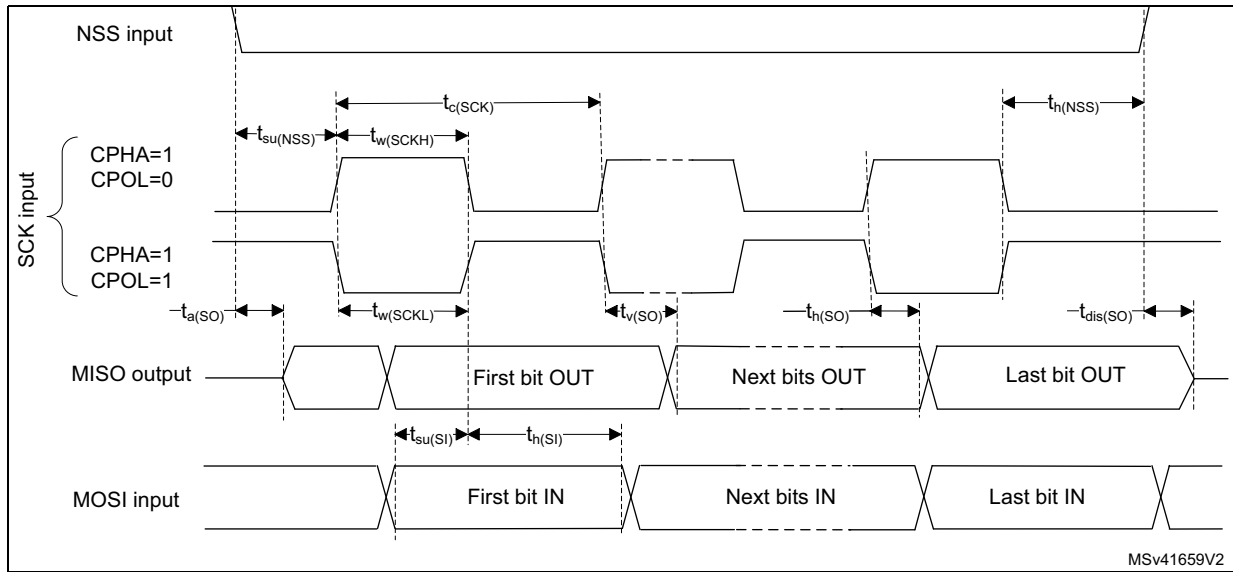 NSS input
tc(SCK)
th(NSS)
tsu(NSS)
tw(SCKH)
CPHA=1
CPOL=0
SCK input
CPHA=1
CPOL=1
ta(SO)
tw(SCKL)
tv(SO)
th(SO)
tdis(SO)
MISO output
First bit OUT
Next bits OUT
Last bit OUT
tsu(SI)
th(SI)
MOSI input
First bit IN
Next bits IN
Last bit IN
MSv41659V2